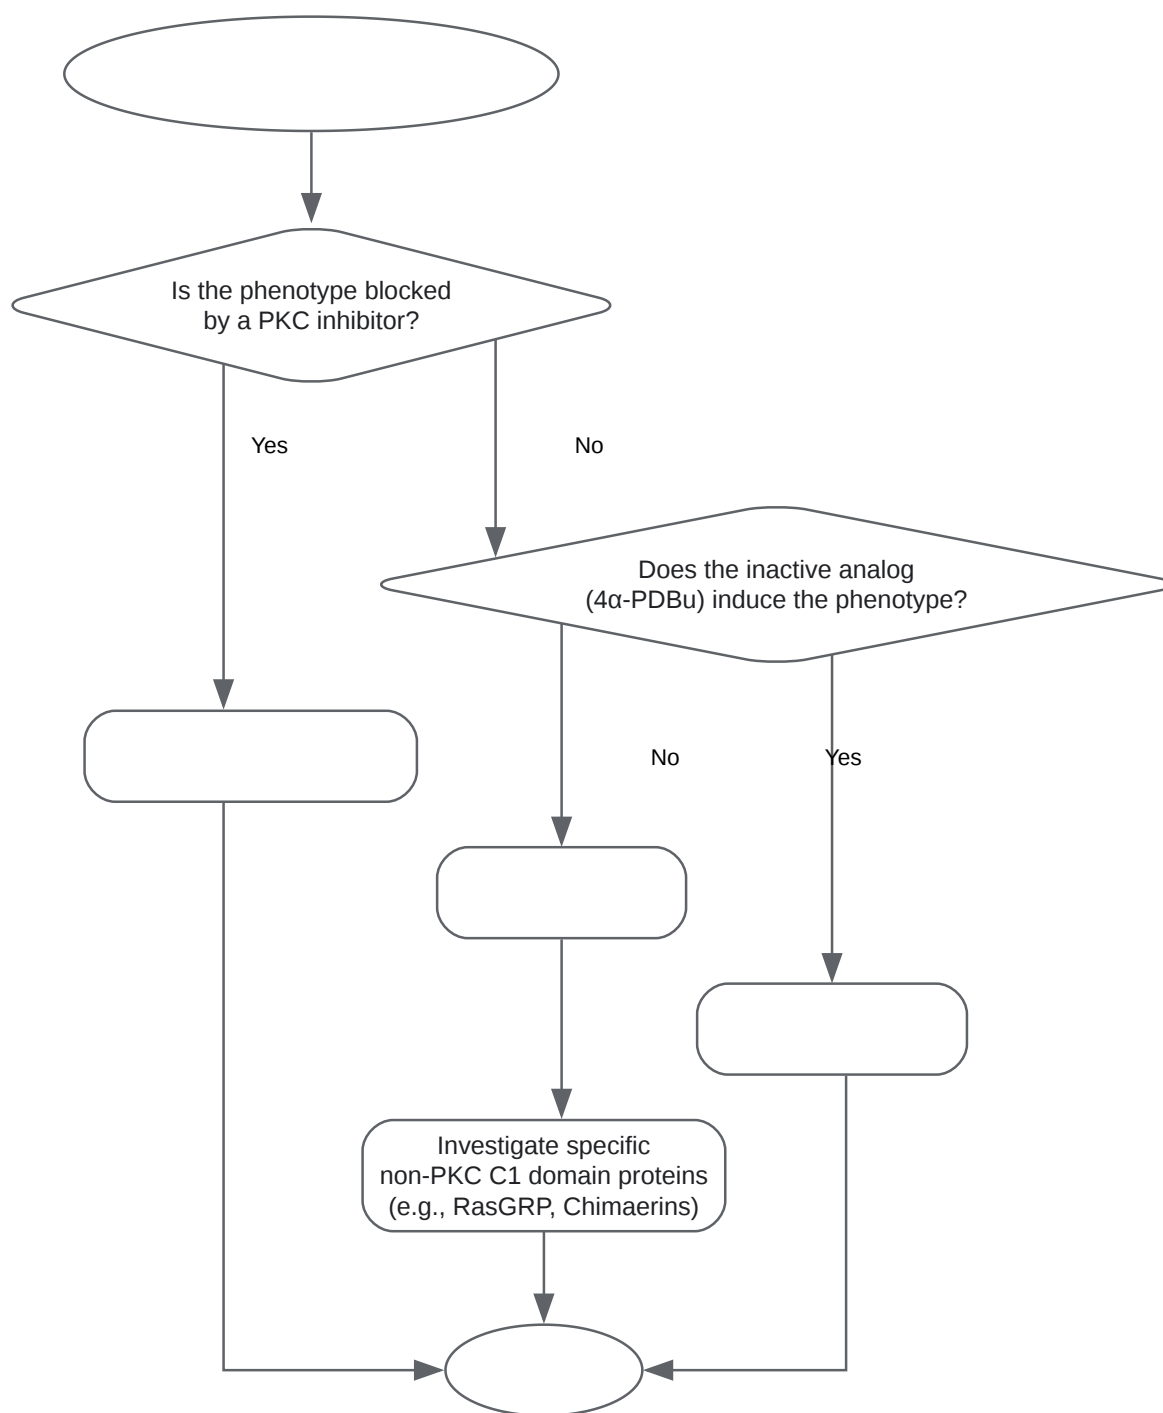 Is the phenotype blocked
by a PKC inhibitor?
Yes
No
Does the inactive analog
(4α-PDBu) induce the phenotype?
No
Yes
Investigate specific
non-PKC C1 domain proteins
(e.g., RasGRP, Chimaerins)